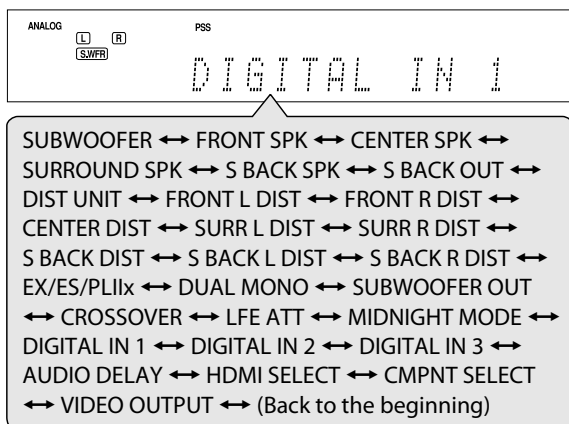 ANALOG PSS
L R
S.WFR
DIGITAL IN 1
SUBWOOFER ↔ FRONT SPK ↔ CENTER SPK ↔
SURROUND SPK ↔ S BACK SPK ↔ S BACK OUT ↔
DIST UNIT ↔ FRONT L DIST ↔ FRONT R DIST ↔
CENTER DIST ↔ SURR L DIST ↔ SURR R DIST ↔
S BACK DIST ↔ S BACK L DIST ↔ S BACK R DIST ↔
EX/ES/PLIIx ↔ DUAL MONO ↔ SUBWOOFER OUT
↔ CROSSOVER ↔ LFE ATT ↔ MIDNIGHT MODE ↔
DIGITAL IN 1 ↔ DIGITAL IN 2 ↔ DIGITAL IN 3 ↔
AUDIO DELAY ↔ HDMI SELECT ↔ CMPNT SELECT
↔ VIDEO OUTPUT ↔ (Back to the beginning)